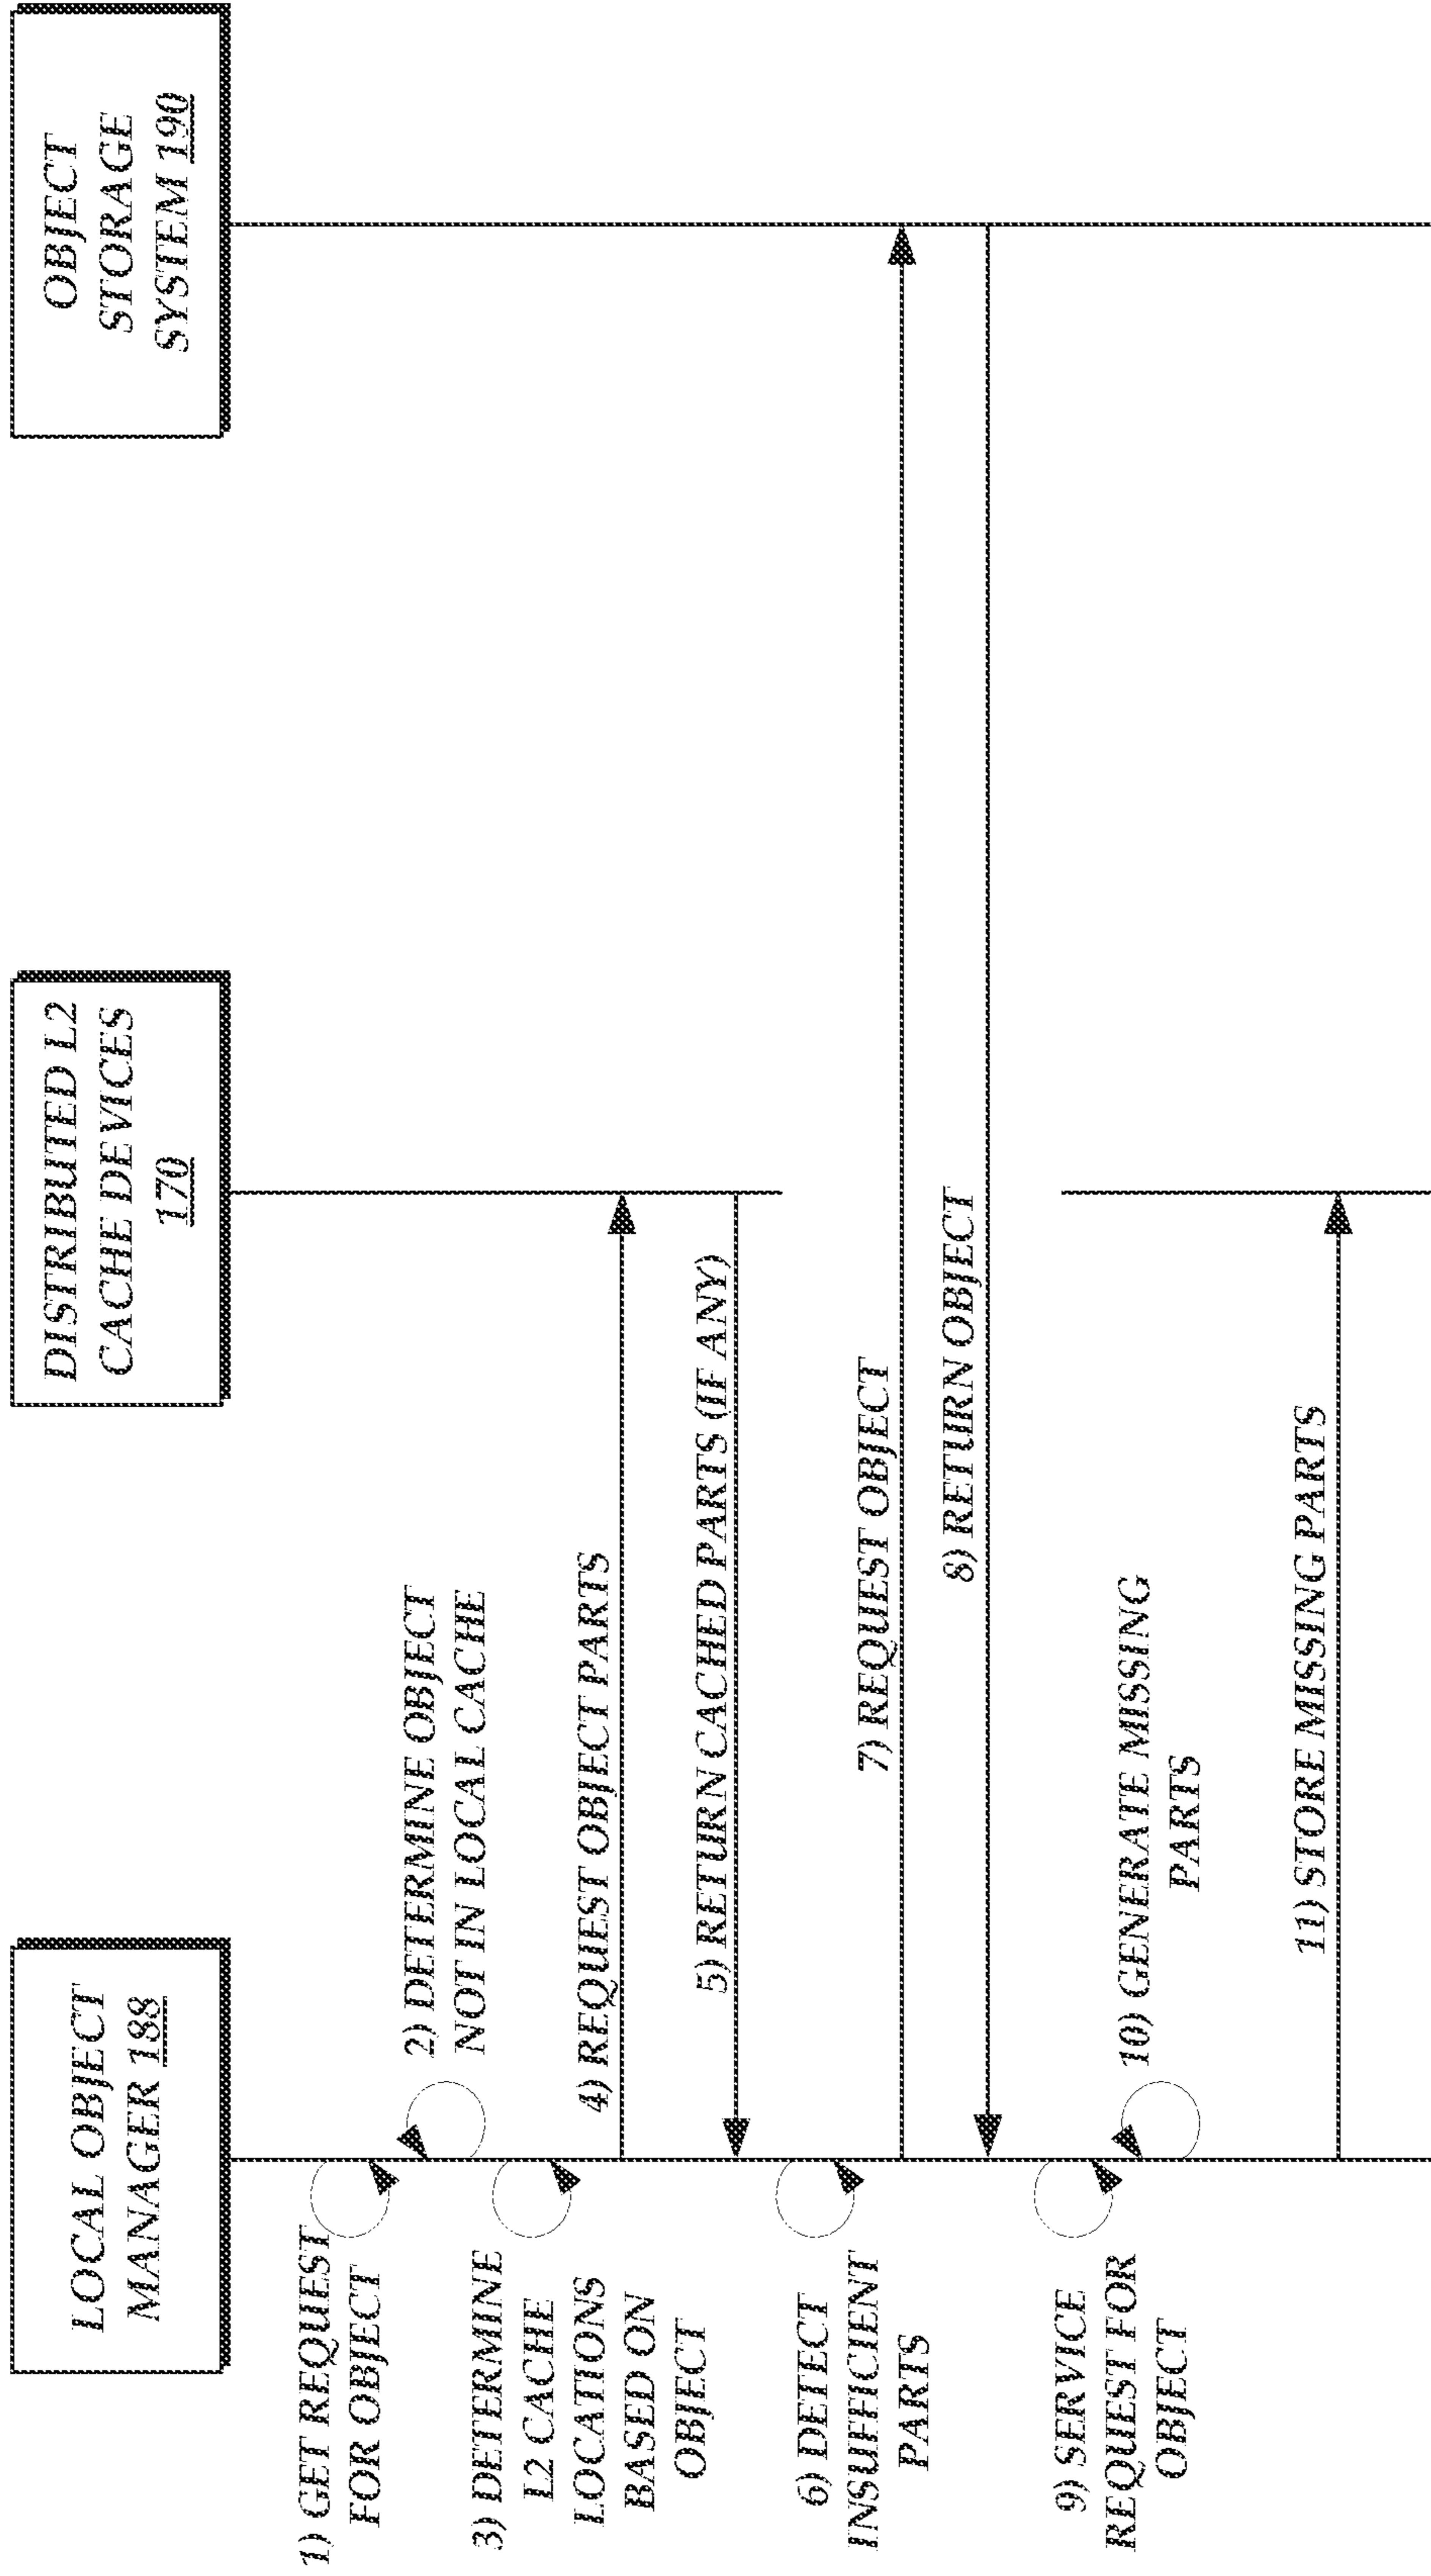 LOCAL OBJECT
MANAGER 188
DISTRIBUTED L2
CACHE DEVICES
170
OBJECT
STORAGE
SYSTEM 190
1) GET REQUEST
FOR OBJECT
2) DETERMINE OBJECT
NOT IN LOCAL CACHE
3) DETERMINE
L2 CACHE
LOCATIONS
BASED ON
OBJECT
4) REQUEST OBJECT PARTS
5) RETURN CACHED PARTS (IF ANY)
6) DETECT
INSUFFICIENT
PARTS
7) REQUEST OBJECT
8) RETURN OBJECT
9) SERVICE
REQUEST FOR
OBJECT
10) GENERATE MISSING
PARTS
11) STORE MISSING PARTS